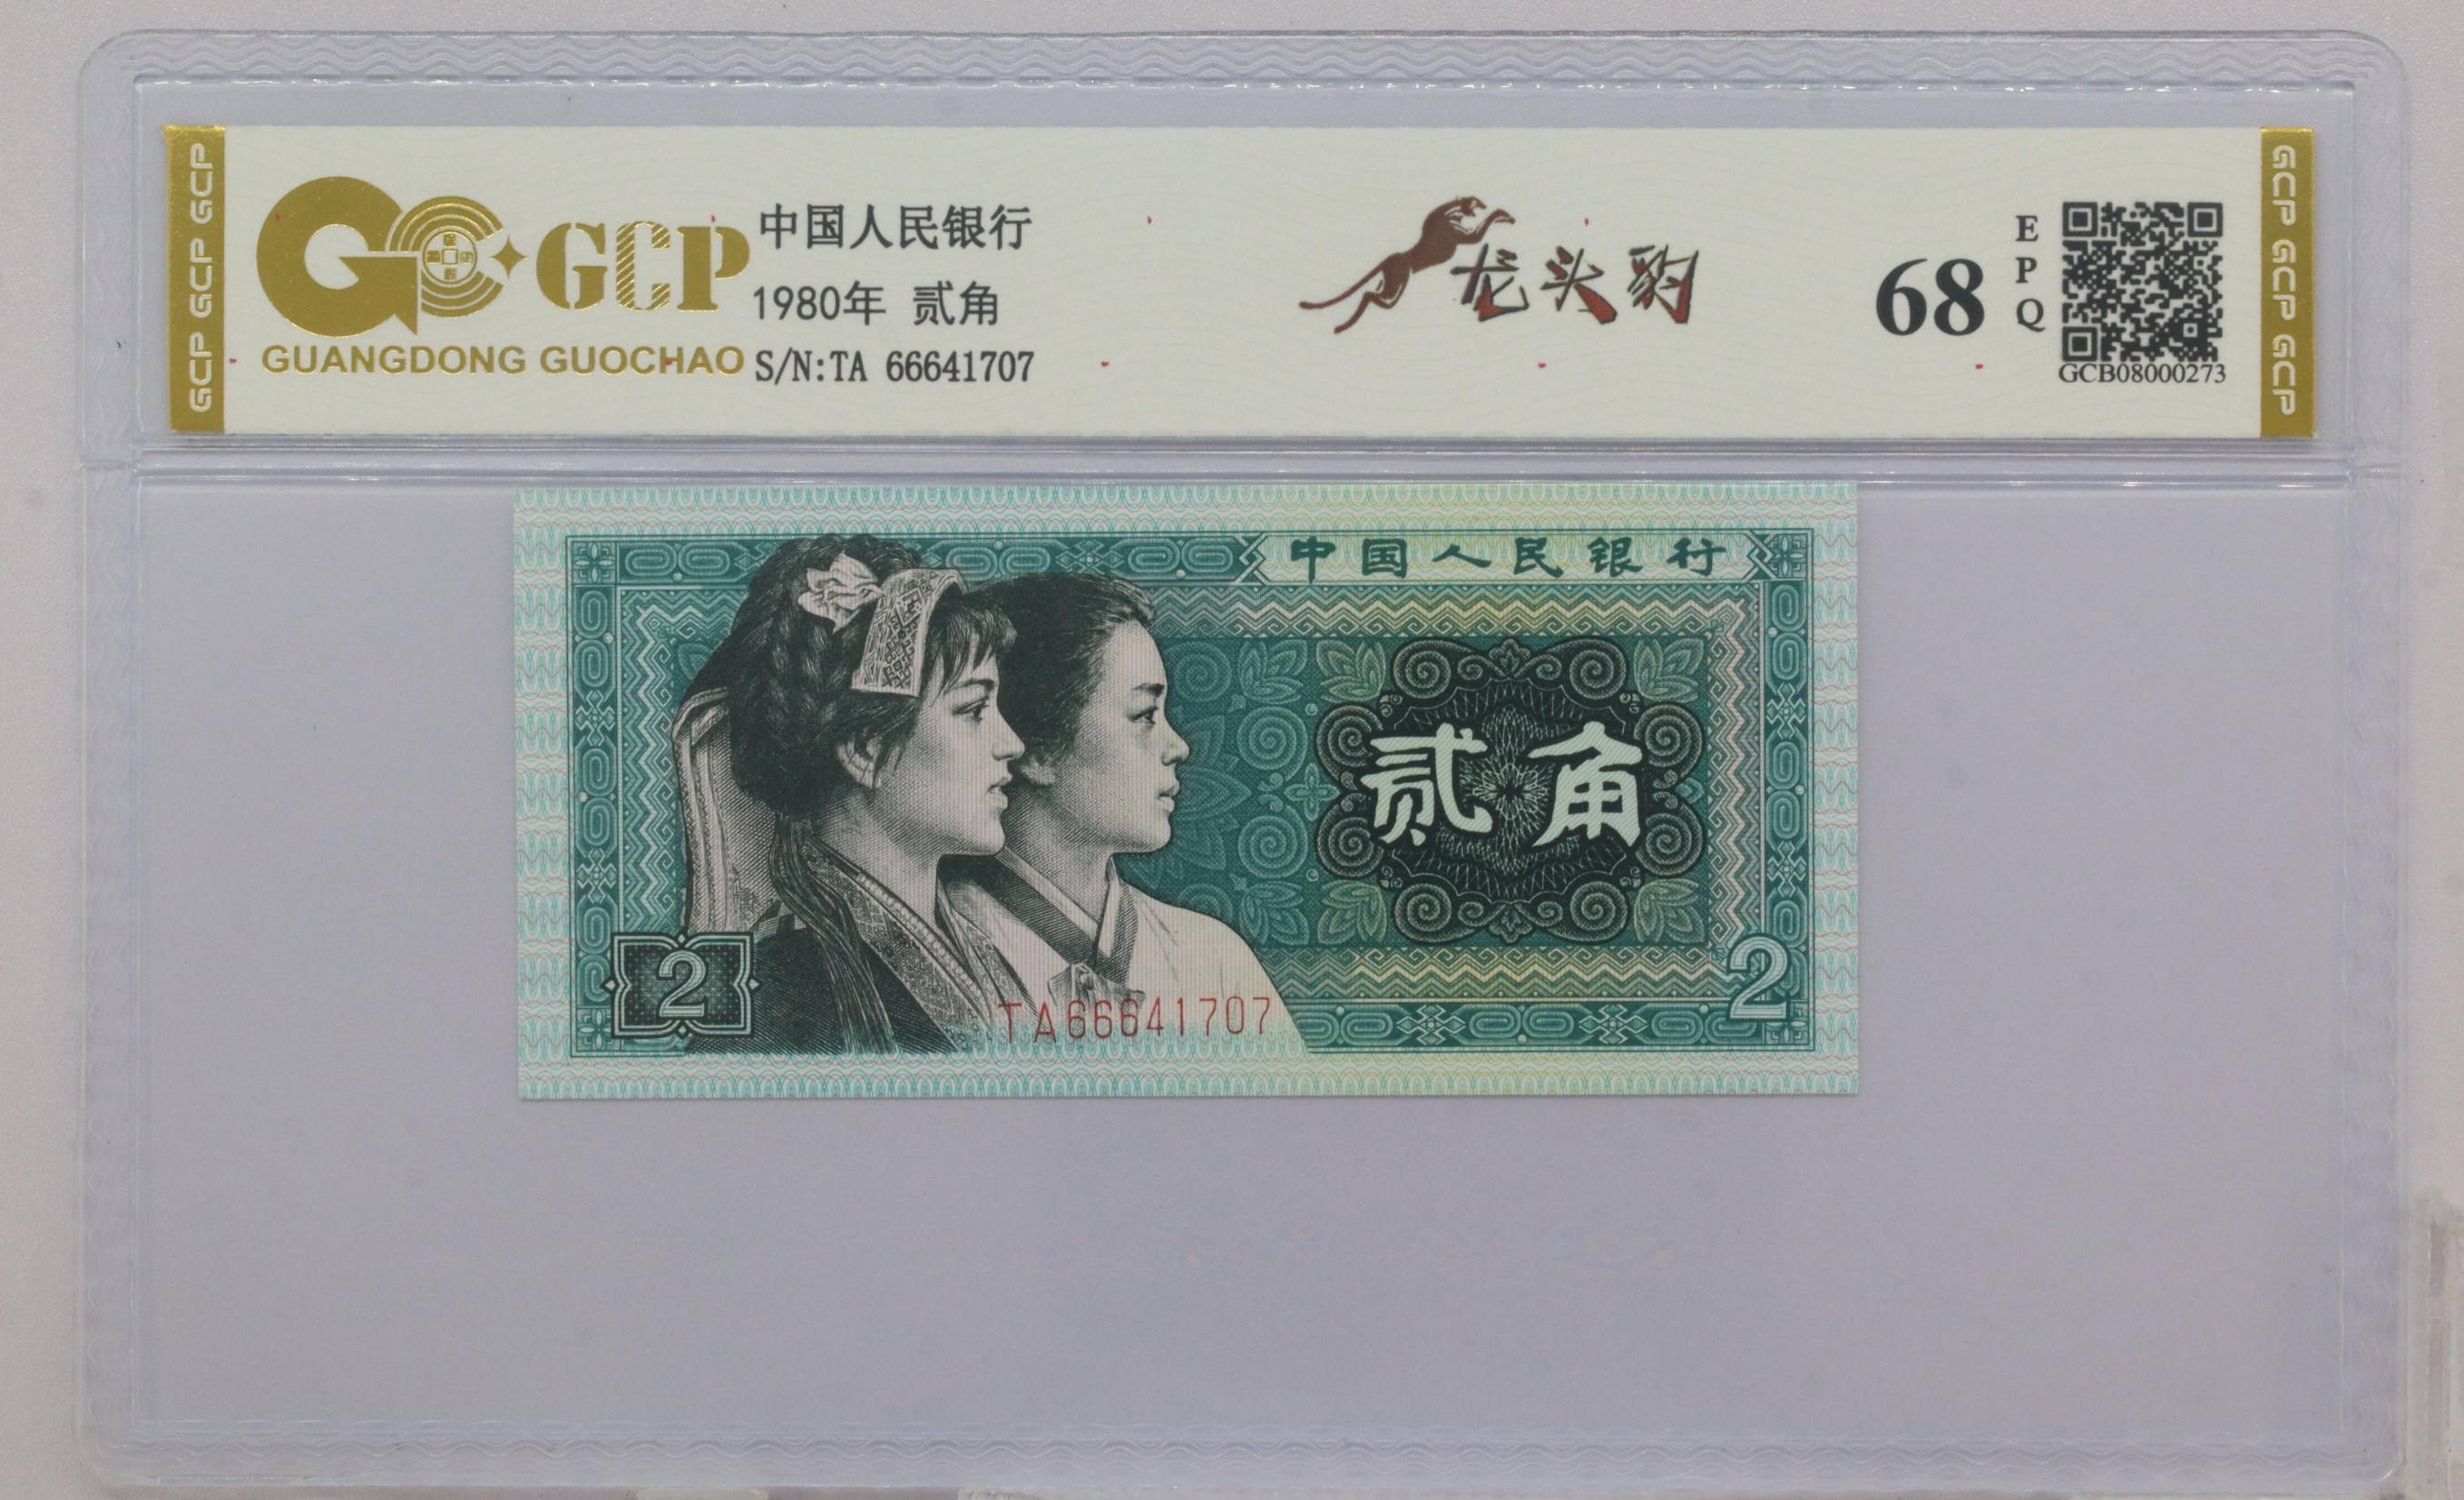 GCP GCP GCP
GCP
GUANGDONG GUOCHAO
中国人民银行
1980年 贰角
S/N:TA 66641707
龙头豹
68
EPQ
GCB08000273
GCP GCP GCP
中国人民银行
贰角
2
TA66641707
2